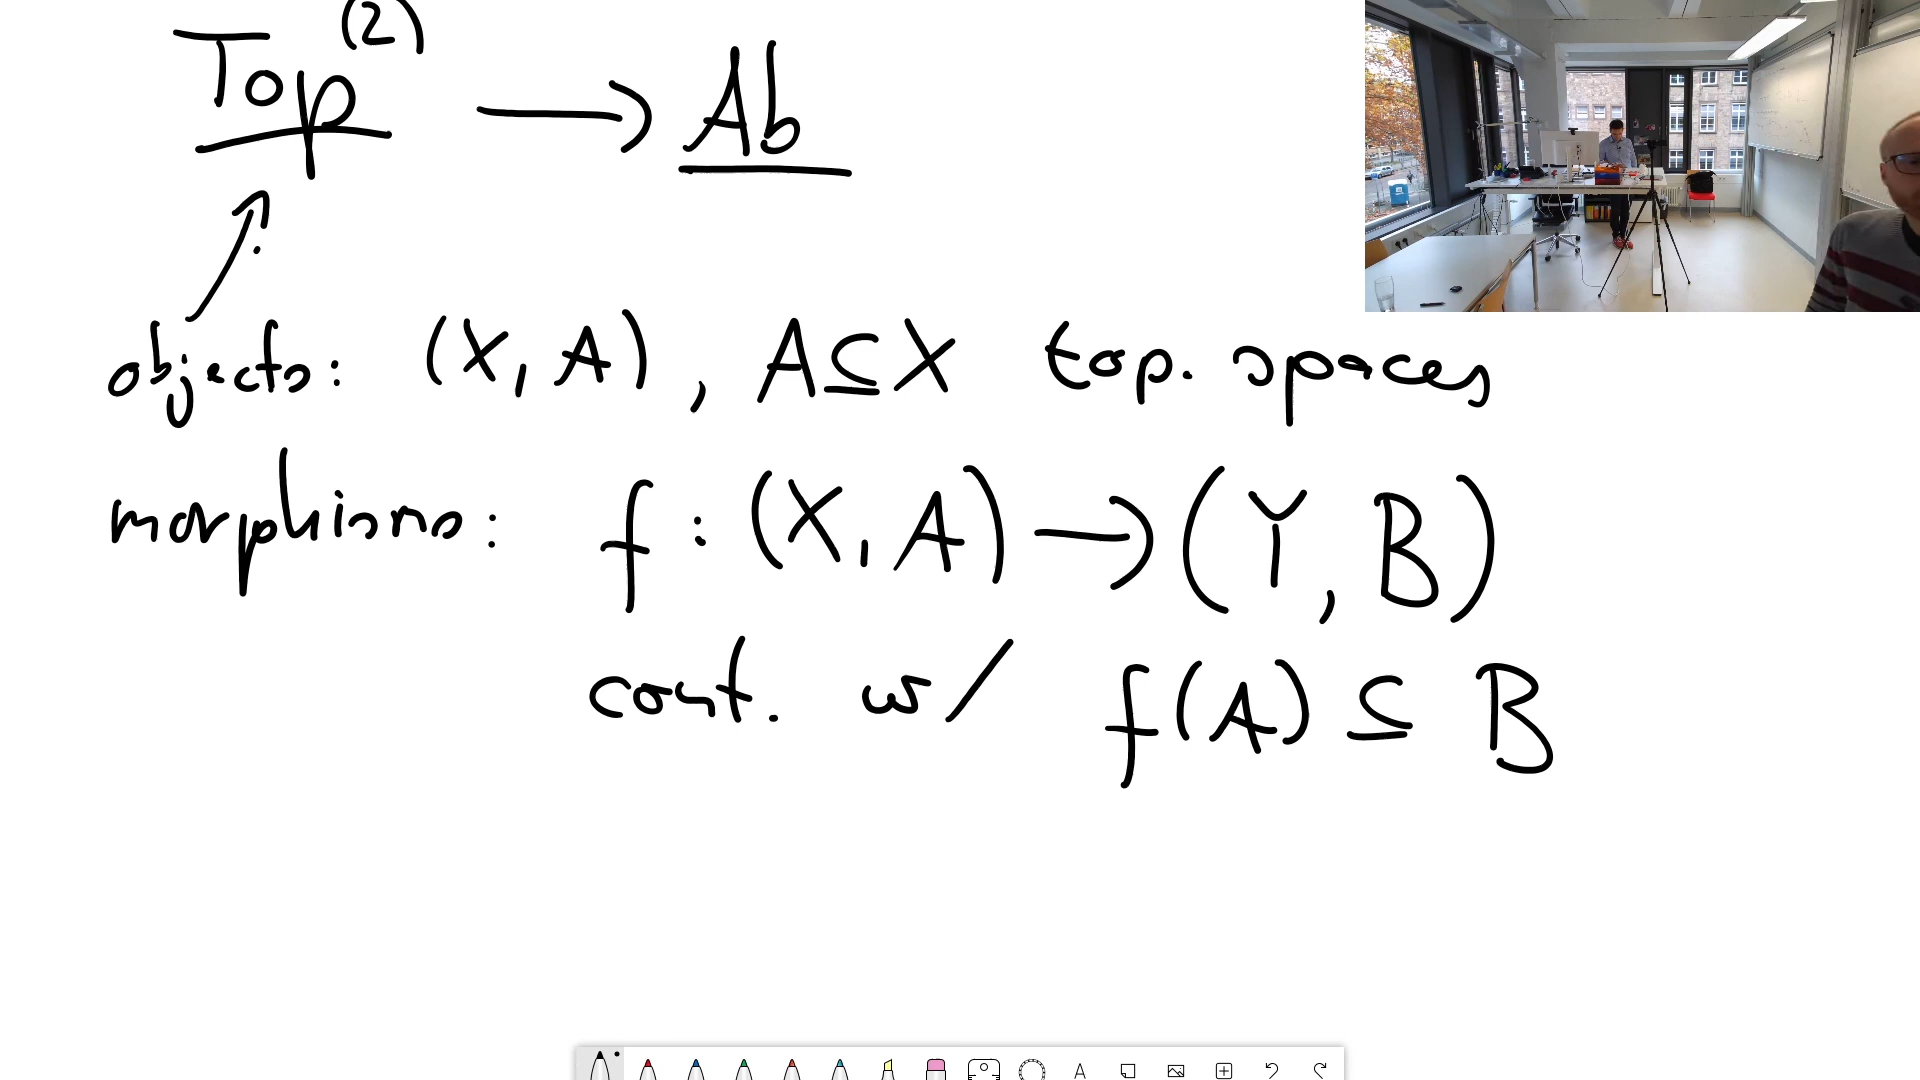 Top⁽²⁾ → Ab
objects: (X, A), A ⊆ X top. spaces
morphisms: f : (X, A) → (Y, B)
cont. w/ f(A) ⊆ B